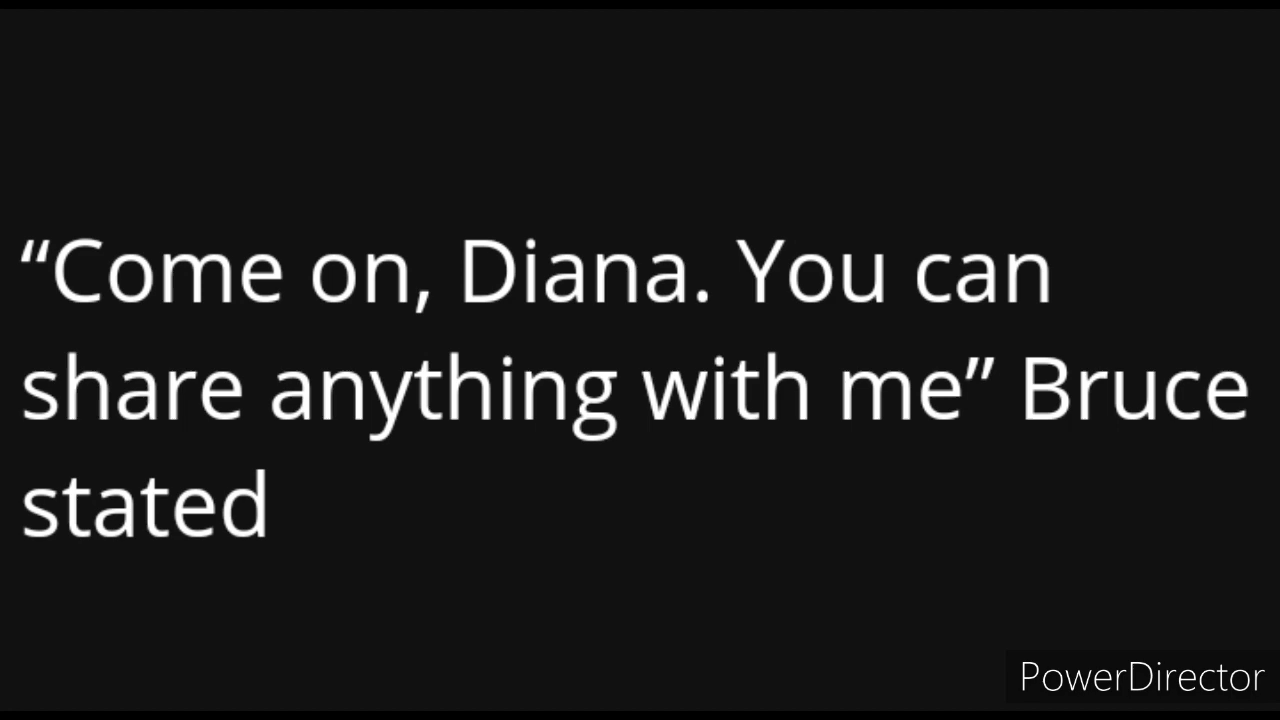 “Come on, Diana. You can
share anything with me” Bruce
stated
PowerDirector